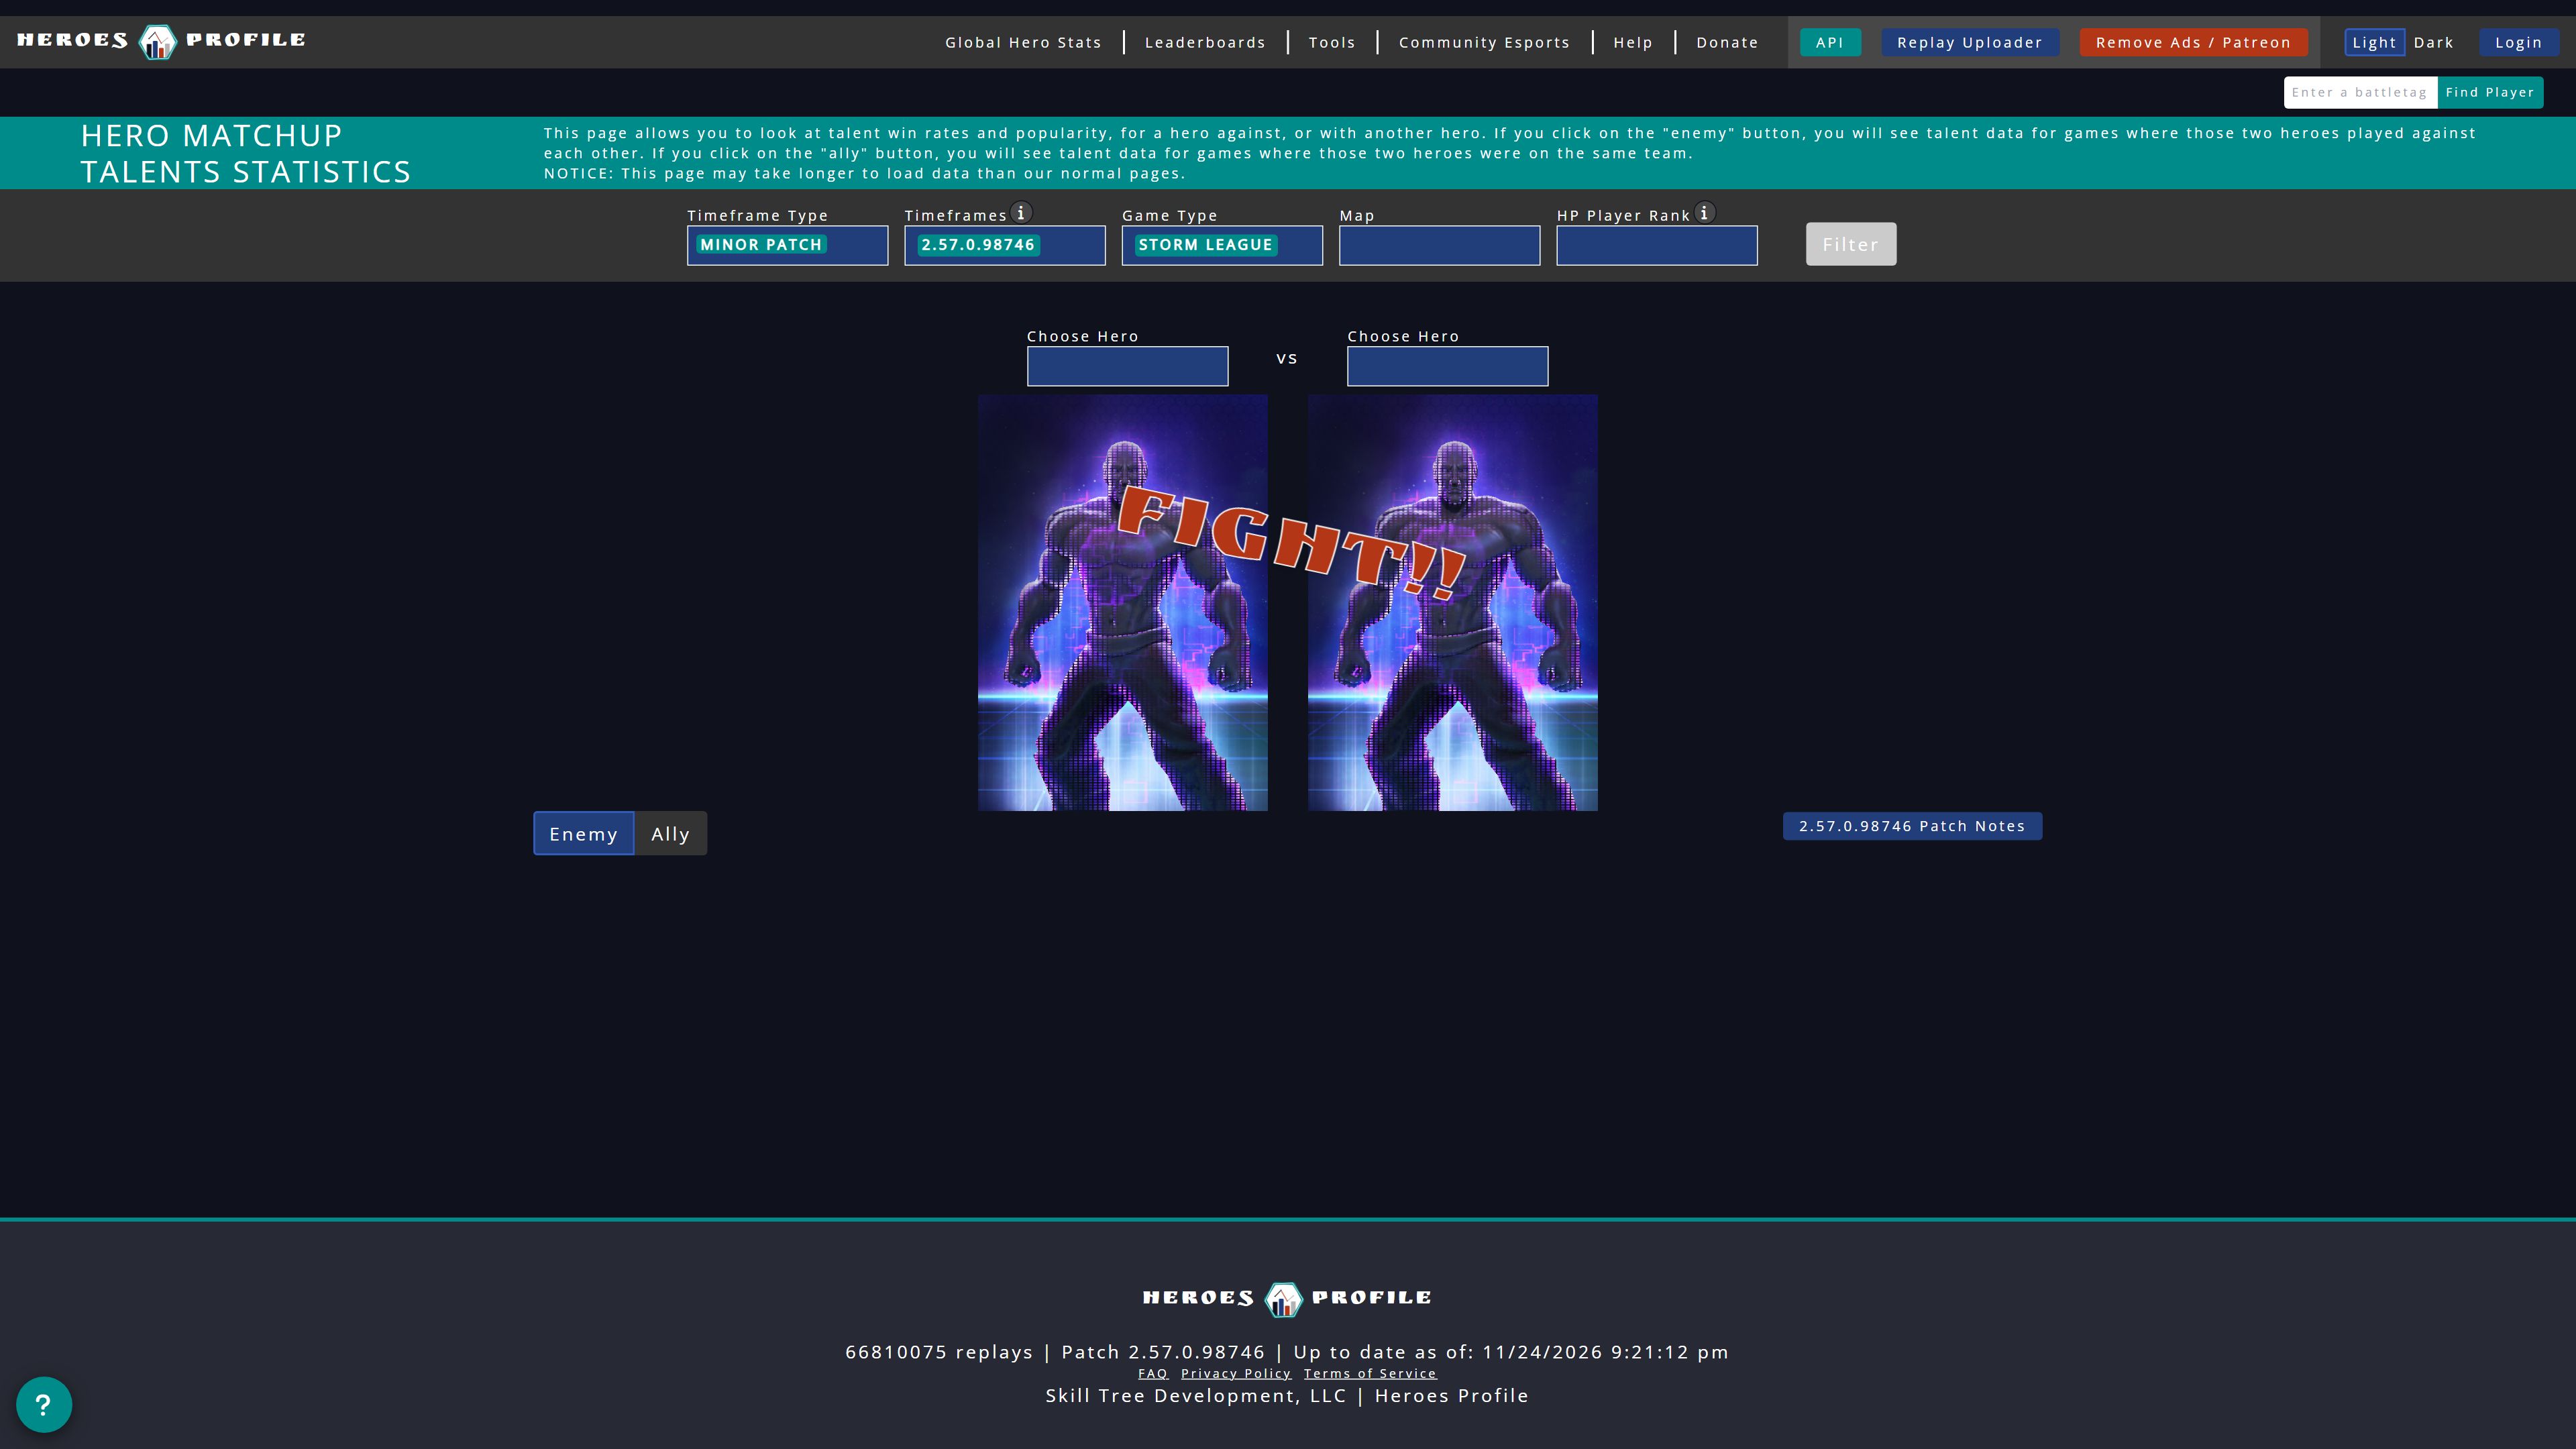 HEROES PROFILE
Global Hero Stats
Leaderboards
Tools
Community Esports
Help
Donate
API
Replay Uploader
Remove Ads / Patreon
Light
Dark
Login
Enter a battletag
Find Player
HERO MATCHUP
TALENTS STATISTICS
This page allows you to look at talent win rates and popularity, for a hero against, or with another hero. If you click on the "enemy" button, you will see talent data for games where those two heroes played against
each other. If you click on the "ally" button, you will see talent data for games where those two heroes were on the same team.
NOTICE: This page may take longer to load data than our normal pages.
Timeframe Type
Timeframes
Game Type
Map
HP Player Rank
MINOR PATCH
2.57.0.98746
STORM LEAGUE
Filter
Choose Hero
vs
Choose Hero
FIGHT!!
Enemy
Ally
2.57.0.98746 Patch Notes
HEROES PROFILE
66810075 replays | Patch 2.57.0.98746 | Up to date as of: 11/24/2026 9:21:12 pm
FAQ Privacy Policy Terms of Service
Skill Tree Development, LLC | Heroes Profile
?